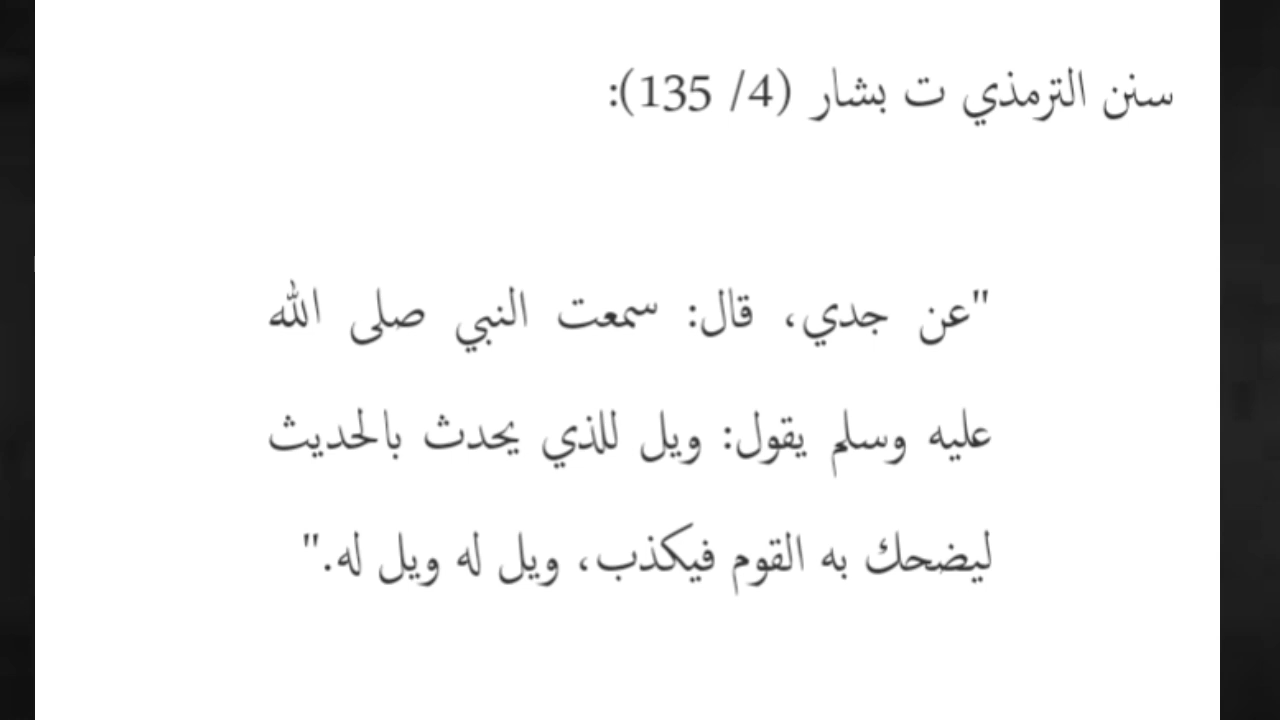 سنن الترمذي ت بشار (4/ 135):
"عن جدي، قال: سمعت النبي صلى الله
عليه وسلم يقول: ويل للذي يحدث بالحديث
ليضحك به القوم فيكذب، ويل له ويل له."